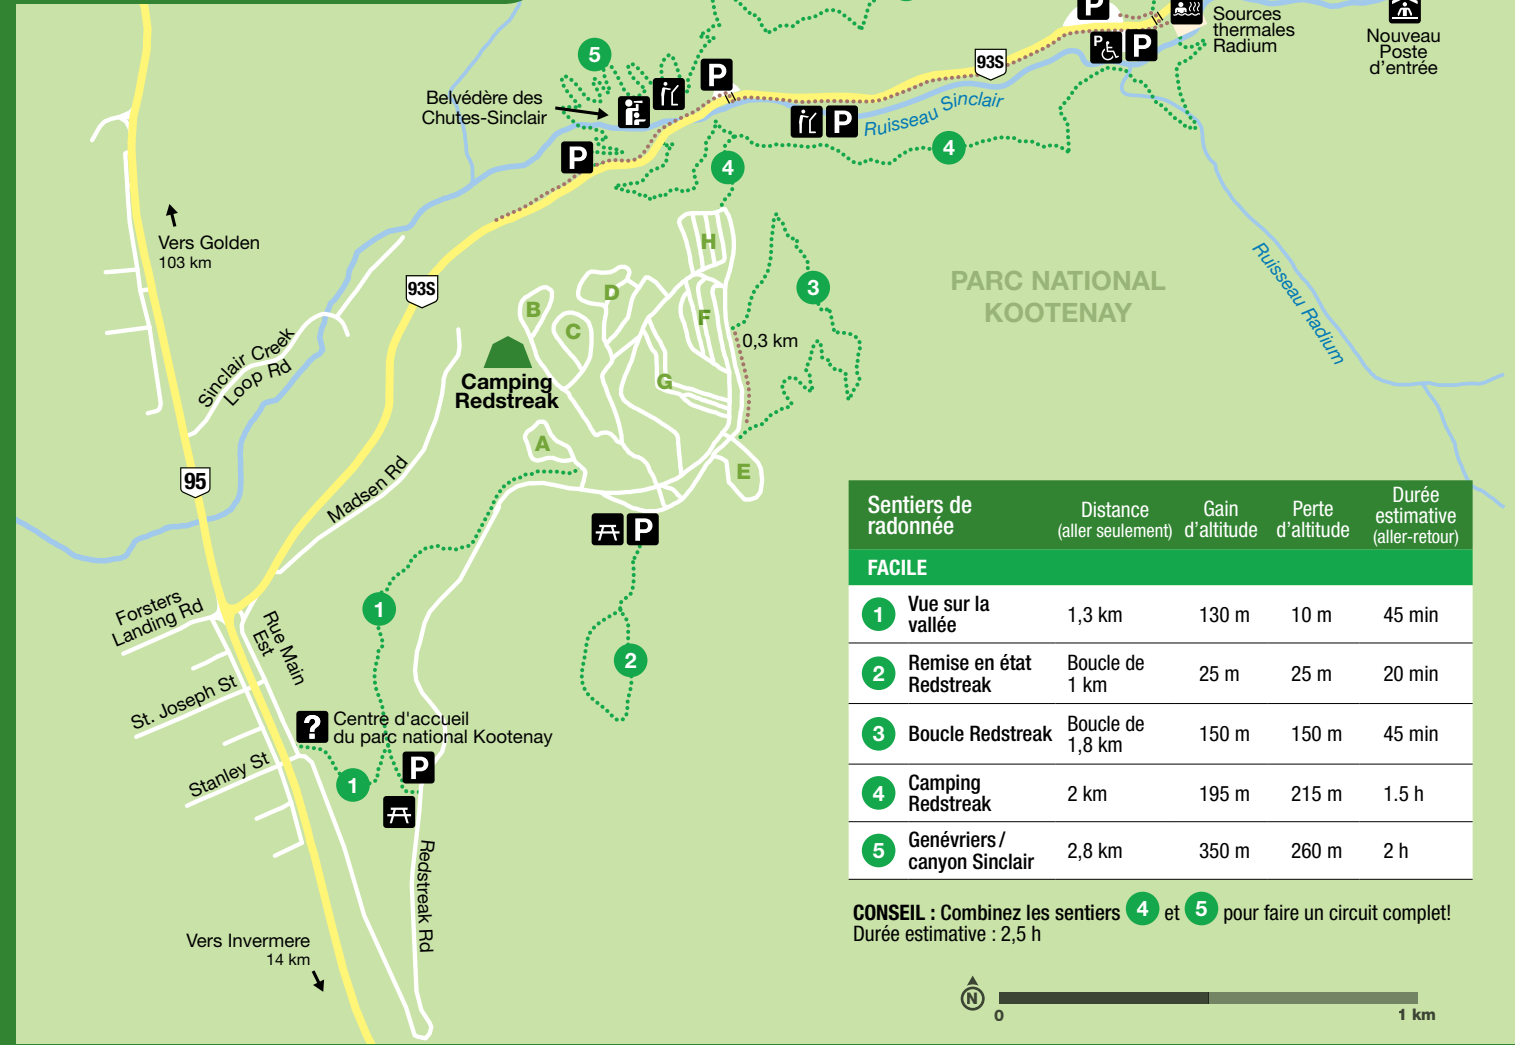 P
Sources
thermales
Radium
Nouveau
Poste
d'entrée
P
P
93S
5
P
Belvédère des
Chutes-Sinclair
P
Ruisseau Sinclair
4
4
P
Vers Golden
103 km
93S
H
3
PARC NATIONAL
KOOTENAY
Ruisseau Radium
B
D
C
F
0,3 km
Sinclair Creek
Loop Rd
Camping
Redstreak
G
A
E
95
Madsen Rd
P
1
2
Forsters
Landing Rd
Rue Main
Est
St. Joseph St
?
Centre d'accueil
du parc national Kootenay
Stanley St
P
1
Redstreak Rd
Vers Invermere
14 km
Sentiers de
radonnée
Distance
(aller seulement)
Gain
d'altitude
Perte
d'altitude
Durée
estimative
(aller-retour)
FACILE
1 Vue sur la
vallée 1,3 km 130 m 10 m 45 min
2 Remise en état
Redstreak Boucle de
1 km 25 m 25 m 20 min
3 Boucle Redstreak Boucle de
1,8 km 150 m 150 m 45 min
4 Camping
Redstreak 2 km 195 m 215 m 1.5 h
5 Genévriers/
canyon Sinclair 2,8 km 350 m 260 m 2 h
CONSEIL : Combinez les sentiers 4 et 5 pour faire un circuit complet!
Durée estimative : 2,5 h
N
0 1 km